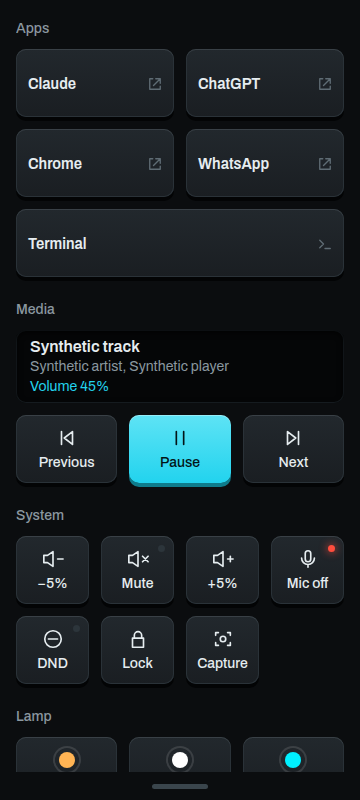 Apps
Claude
ChatGPT
Chrome
WhatsApp
Terminal
Media
Synthetic track
Synthetic artist, Synthetic player
Volume 45%
Previous
Pause
Next
System
−5%
Mute
+5%
Mic off
DND
Lock
Capture
Lamp